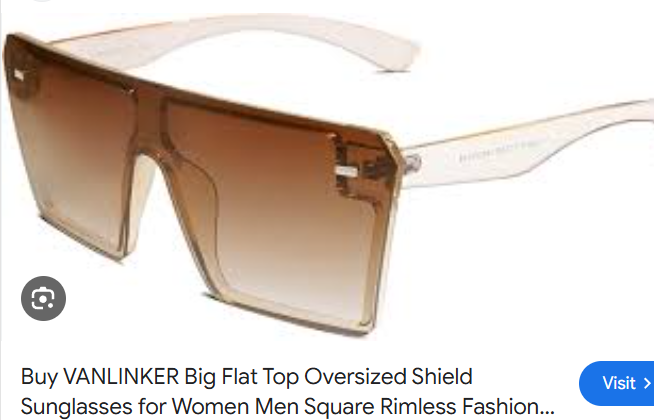 Buy VANLINKER Big Flat Top Oversized Shield
Sunglasses for Women Men Square Rimless Fashion...
Visit >